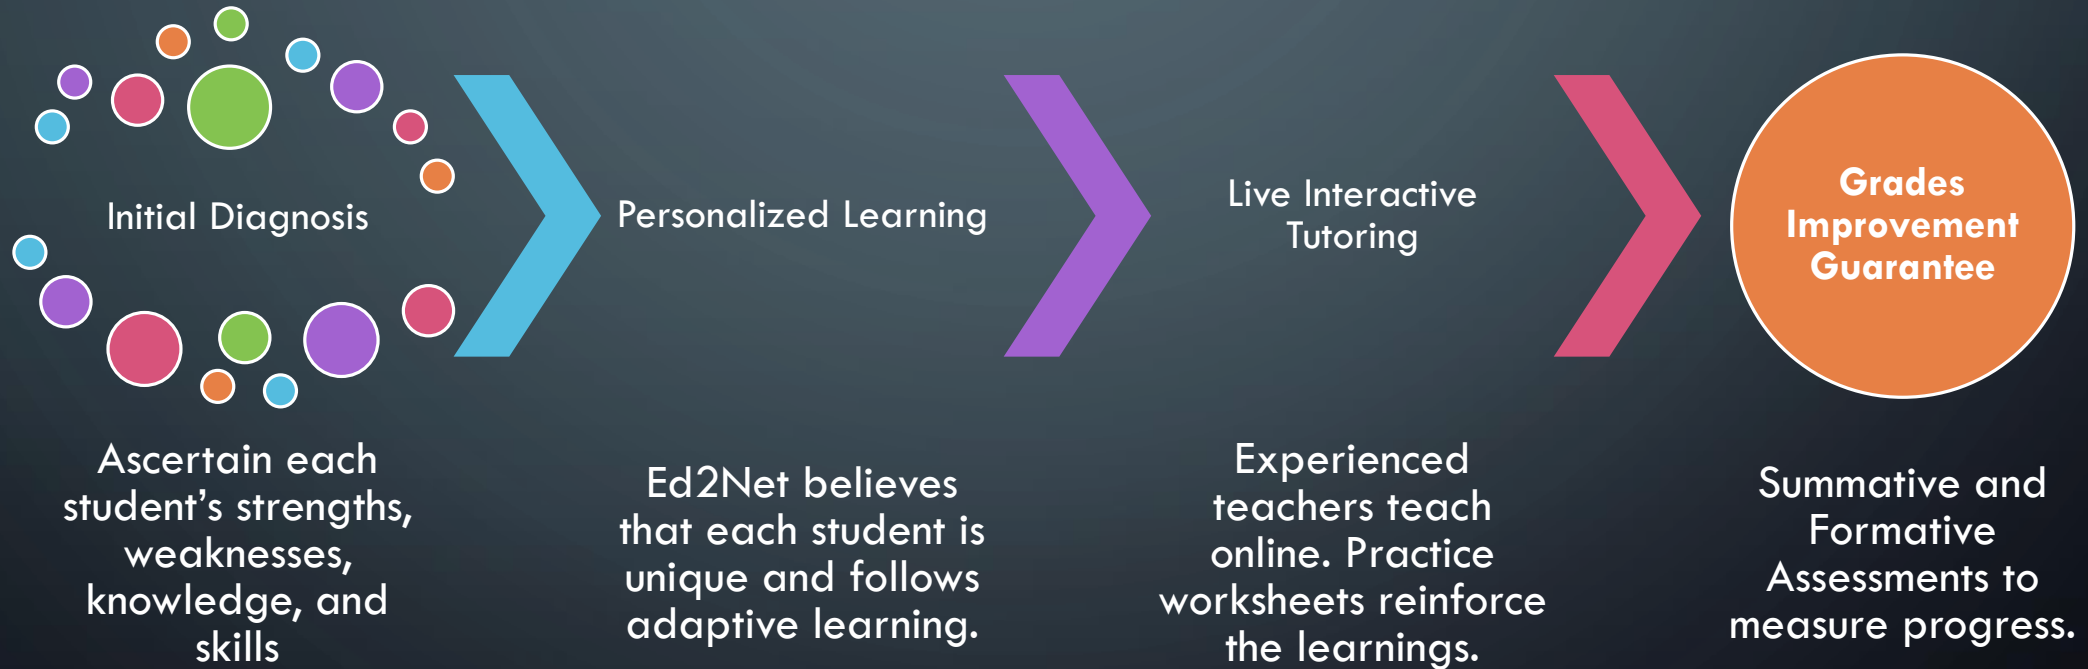 Initial Diagnosis
Personalized Learning
Live Interactive
Tutoring
Grades
Improvement
Guarantee
Ascertain each
student’s strengths,
weaknesses,
knowledge, and
skills
Ed2Net believes
that each student is
unique and follows
adaptive learning.
Experienced
teachers teach
online. Practice
worksheets reinforce
the learnings.
Summative and
Formative
Assessments to
measure progress.